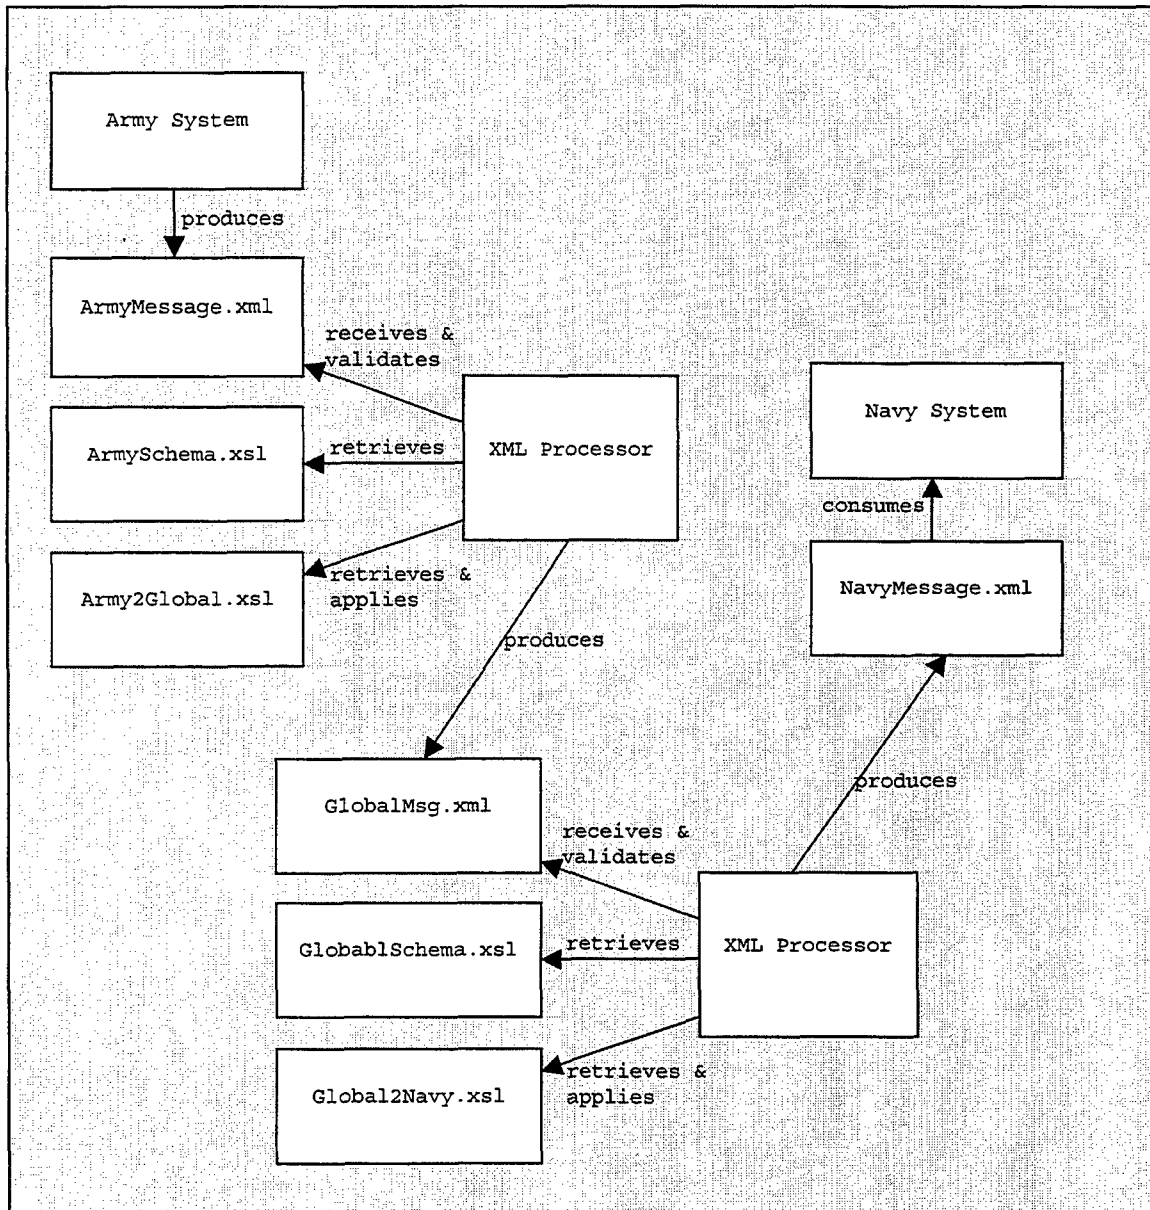 Army System
produces
ArmyMessage.xml
receives &
validates
ArmySchema.xsl
retrieves
XML Processor
Army2Global.xsl
retrieves &
applies
produces
Navy System
consumes
NavyMessage.xml
produces
GlobalMsg.xml
receives &
validates
GlobablSchema.xsl
retrieves
XML Processor
Global2Navy.xsl
retrieves &
applies